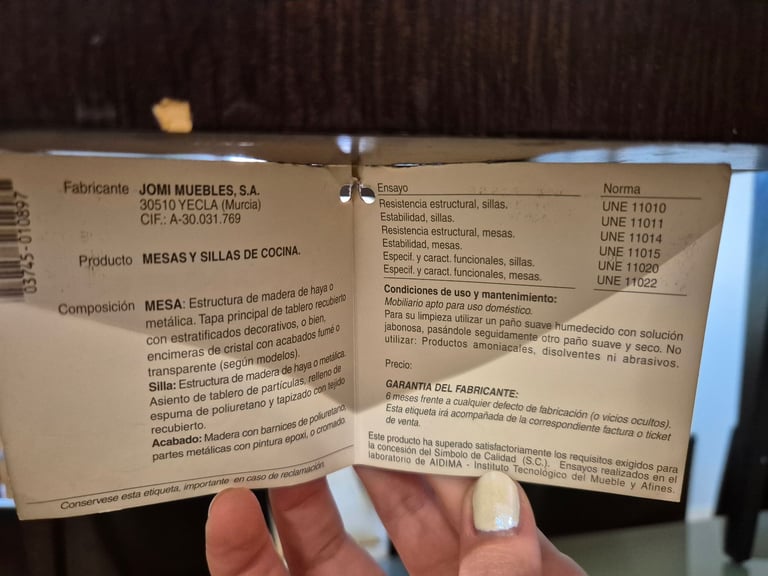 Fabricante JOMI MUEBLES, S.A.
30510 YECLA (Murcia)
CIF.: A-30.031.769
Producto MESAS Y SILLAS DE COCINA.
Composición MESA: Estructura de madera de haya o
metálica. Tapa principal de tablero recubierto
con estratificados decorativos, o bien,
encimeras de cristal con acabados fumé o
transparente (según modelos).
Silla: Estructura de madera de haya o metálica.
Asiento de tablero de partículas, relleno de
espuma de poliuretano y tapizado con tejido
recubierto.
Acabado: Madera con barnices de poliuretano,
partes metálicas con pintura epoxi, o cromado.
Consérvese esta etiqueta, importante en caso de reclamación.
03745-010897
Ensayo Norma
Resistencia estructural, sillas. UNE 11010
Estabilidad, sillas. UNE 11011
Resistencia estructural, mesas. UNE 11014
Estabilidad, mesas. UNE 11015
Especif. y caract. funcionales, sillas. UNE 11020
Especif. y caract. funcionales, mesas. UNE 11022
Condiciones de uso y mantenimiento:
Mobiliario apto para uso doméstico.
Para su limpieza utilizar un paño suave humedecido con solución
jabonosa, pasándole seguidamente otro paño suave y seco. No
utilizar: Productos amoniacales, disolventes ni abrasivos.
Precio:
GARANTIA DEL FABRICANTE:
6 meses frente a cualquier defecto de fabricación (o vicios ocultos).
Esta etiqueta irá acompañada de la correspondiente factura o ticket
de venta.
Este producto ha superado satisfactoriamente los requisitos exigidos para
la concesión del Símbolo de Calidad (S.C.). Ensayos realizados en el
laboratorio de AIDIMA - Instituto Tecnológico del Mueble y Afines.